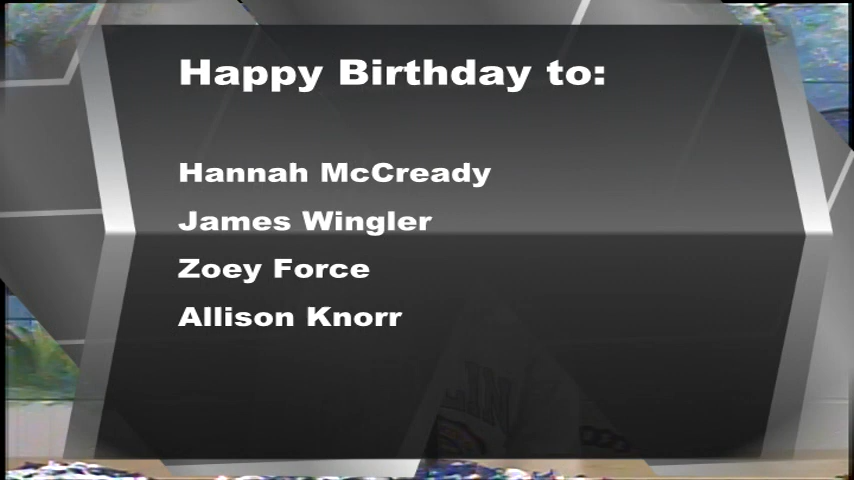 Happy Birthday to:
Hannah McCready
James Wingler
Zoey Force
Allison Knorr